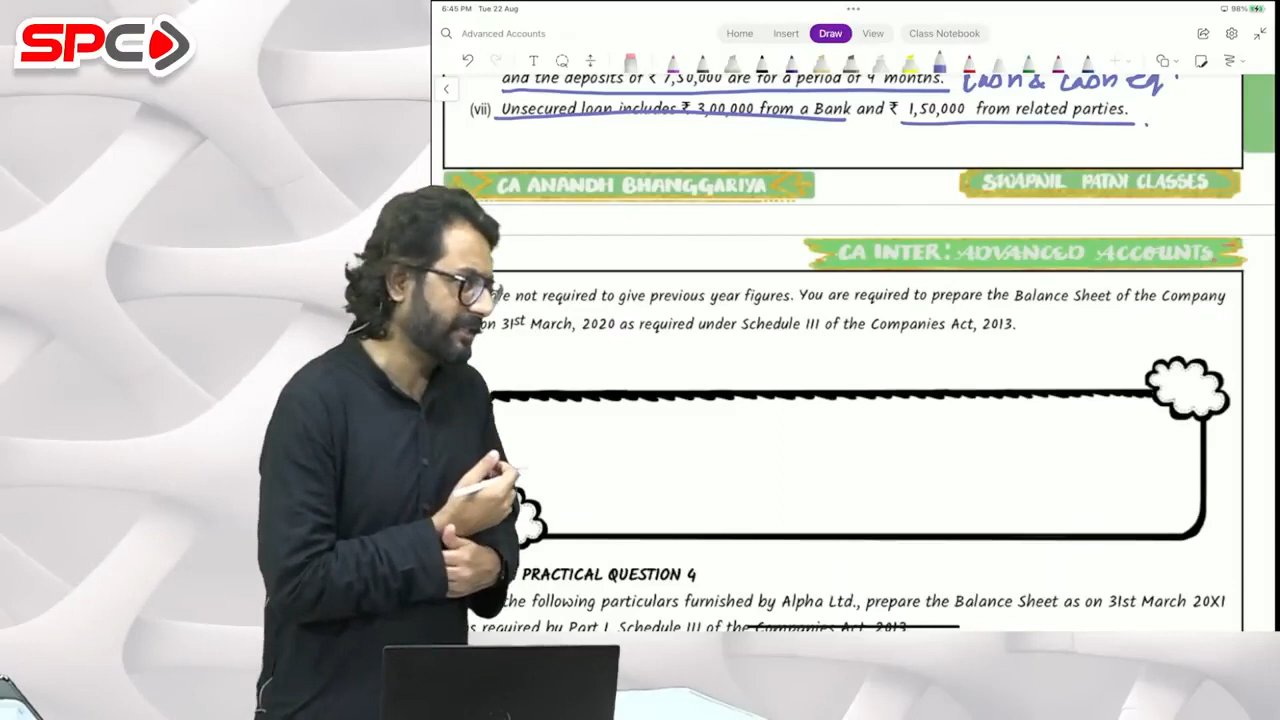 SPC
6:45 PM Tue 22 Aug
98%
Advanced Accounts
Home Insert Draw View Class Notebook
and the deposits of ₹ 7,50,000 are for a period of 9 months. Cash & Cash Eq.
(vii) Unsecured loan includes ₹ 3,00,000 from a Bank and ₹ 1,50,000 from related parties.
CA ANANDH BHANGGARIYA
SWAPNIL PATNI CLASSES
CA INTER: ADVANCED ACCOUNTS
not required to give previous year figures. You are required to prepare the Balance Sheet of the Company
on 31st March, 2020 as required under Schedule III of the Companies Act, 2013.
PRACTICAL QUESTION 4
the following particulars furnished by Alpha Ltd., prepare the Balance Sheet as on 31st March 20X1
required by Part I, Schedule III of the Companies Act, 2013